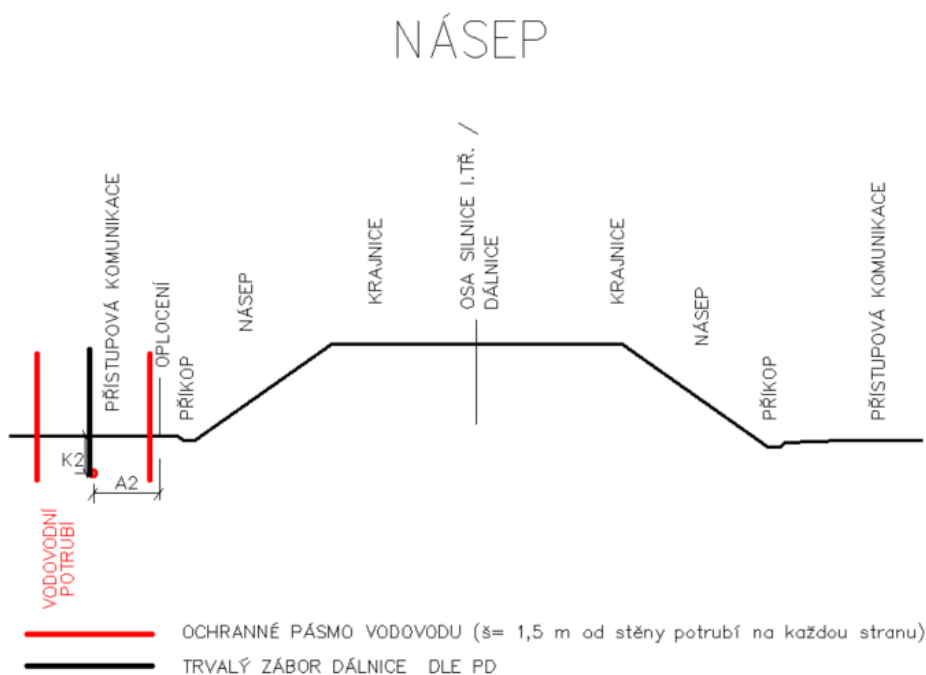 NÁSEP
PŘÍSTUPOVÁ KOMUNIKACE
OPLOCENÍ
PŘÍKOP
NÁSEP
KRAJNICE
OSA SILNICE I.TŘ. /
DÁLNICE
KRAJNICE
NÁSEP
PŘÍKOP
PŘÍSTUPOVÁ KOMUNIKACE
K2
A2
VODOVODNÍ
POTRUBÍ
OCHRANNÉ PÁSMO VODOVODU (š= 1,5 m od stěny potrubí na každou stranu)
TRVALÝ ZÁBOR DÁLNICE DLE PD